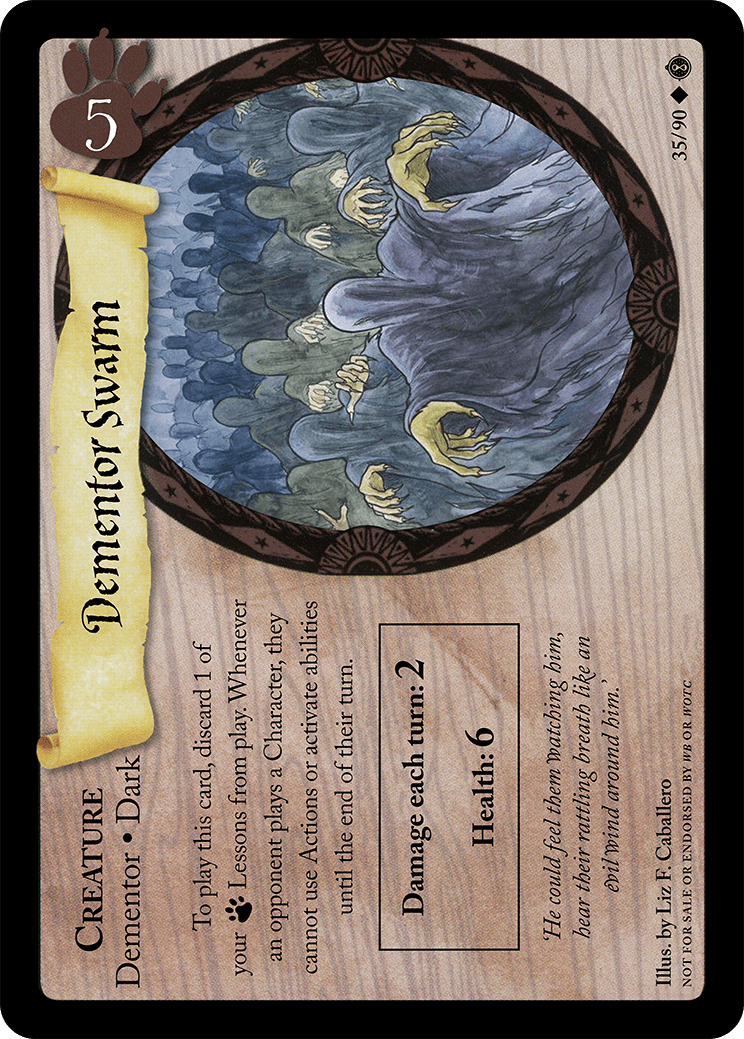 Dementor Swarm
5
CREATURE
Dementor • Dark
To play this card, discard 1 of
your Lessons from play. Whenever
an opponent plays a Character, they
cannot use Actions or activate abilities
until the end of their turn.
Damage each turn: 2
Health: 6
'He could feel them watching him,
hear their rattling breath like an
evil wind around him.'
Illus. by Liz F. Caballero
NOT FOR SALE OR ENDORSED BY WB OR WOTC
35/90